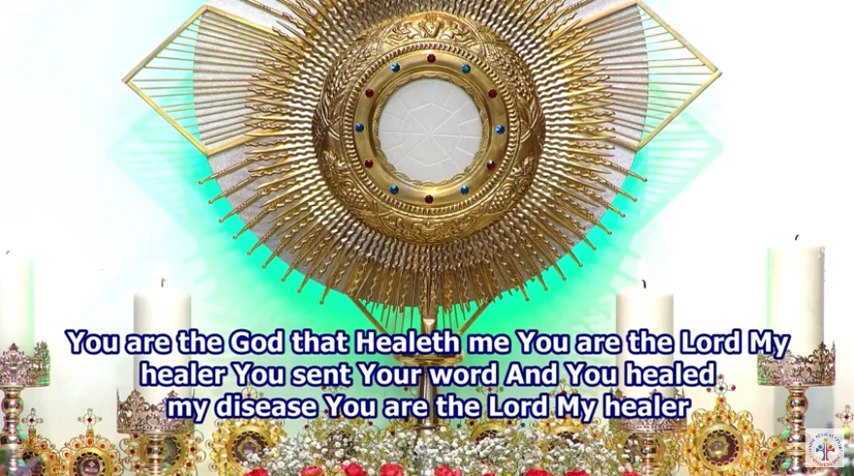 You are the God that Healeth me You are the Lord My
healer You sent Your word And You healed
my disease You are the Lord My healer